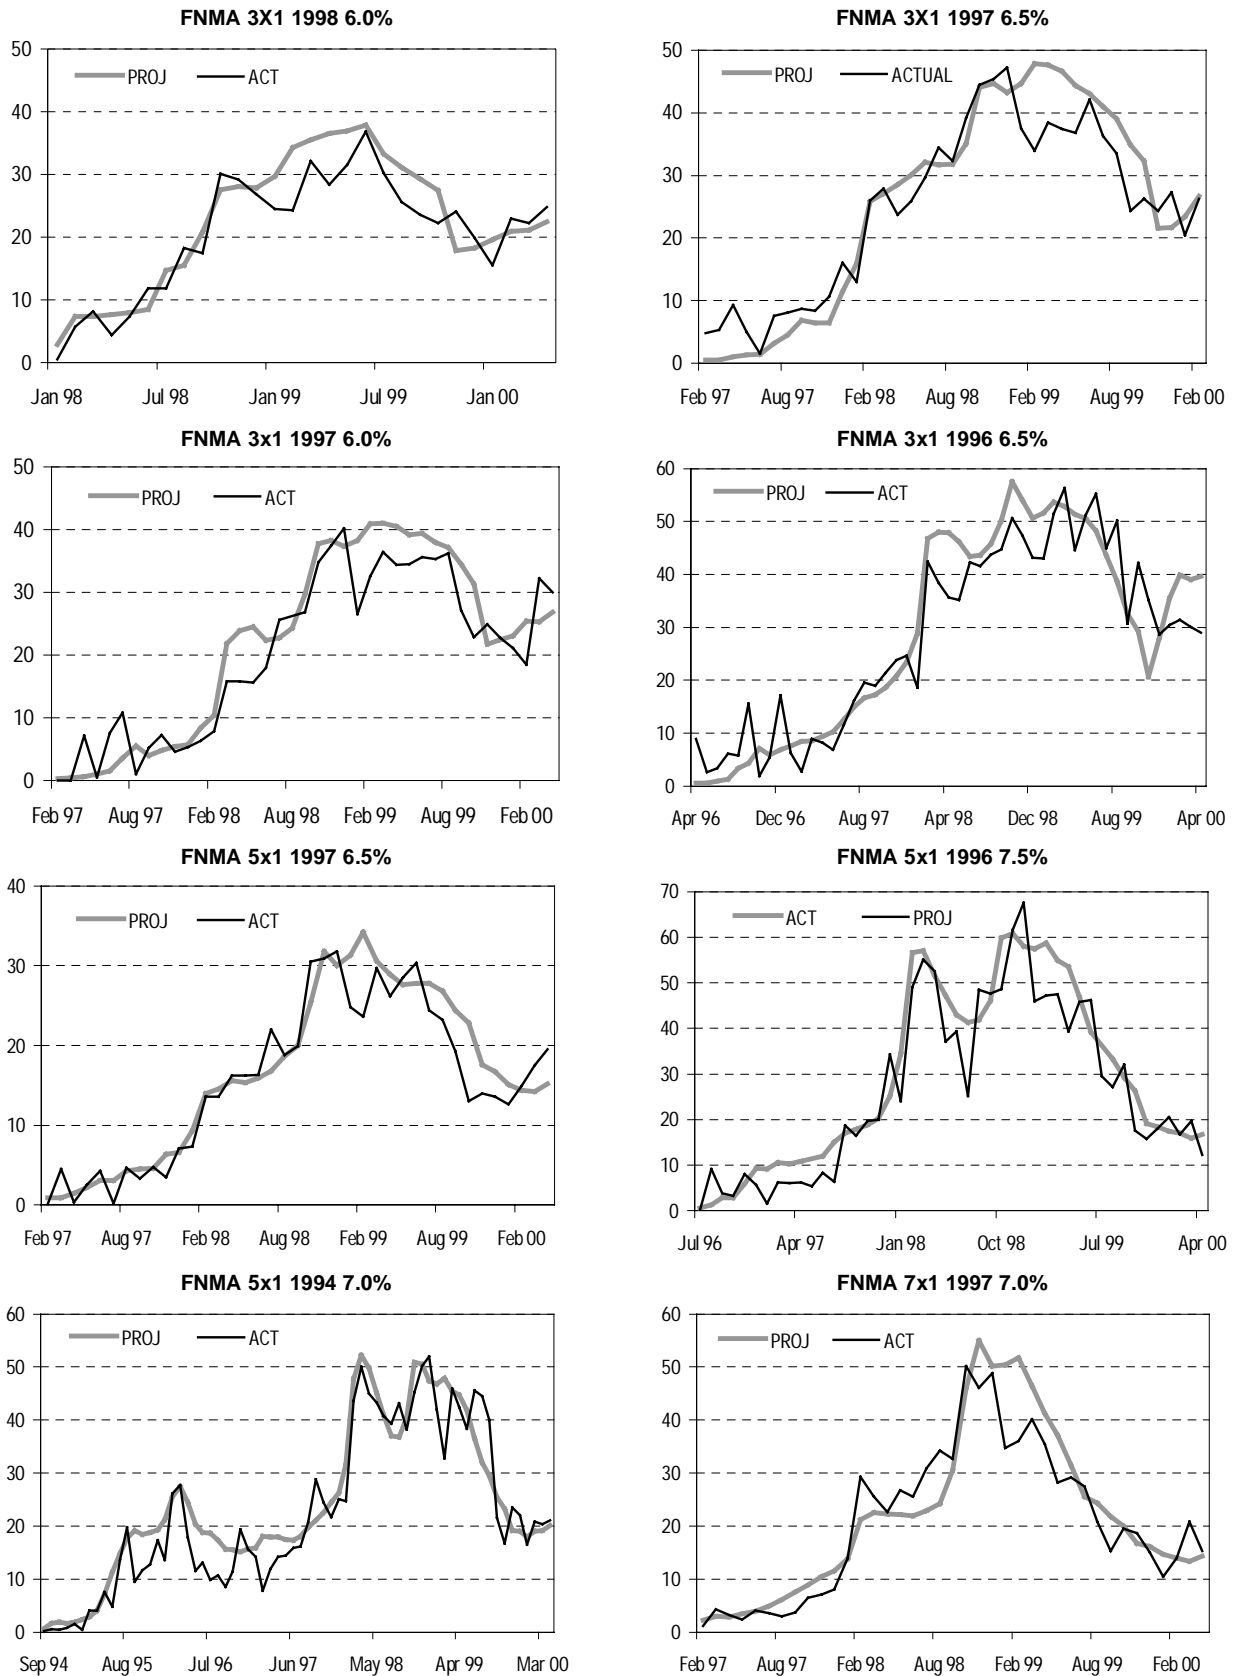 FNMA 3X1 1998 6.0%
50
40
30
20
10
0
PROJ ACT
Jan 98 Jul 98 Jan 99 Jul 99 Jan 00
FNMA 3X1 1997 6.5%
50
40
30
20
10
0
PROJ ACTUAL
Feb 97 Aug 97 Feb 98 Aug 98 Feb 99 Aug 99 Feb 00
FNMA 3x1 1997 6.0%
50
40
30
20
10
0
PROJ ACT
Feb 97 Aug 97 Feb 98 Aug 98 Feb 99 Aug 99 Feb 00
FNMA 3x1 1996 6.5%
60
50
40
30
20
10
0
PROJ ACT
Apr 96 Dec 96 Aug 97 Apr 98 Dec 98 Aug 99 Apr 00
FNMA 5x1 1997 6.5%
40
30
20
10
0
PROJ ACT
Feb 97 Aug 97 Feb 98 Aug 98 Feb 99 Aug 99 Feb 00
FNMA 5x1 1996 7.5%
70
60
50
40
30
20
10
0
ACT PROJ
Jul 96 Apr 97 Jan 98 Oct 98 Jul 99 Apr 00
FNMA 5x1 1994 7.0%
60
50
40
30
20
10
0
PROJ ACT
Sep 94 Aug 95 Jul 96 Jun 97 May 98 Apr 99 Mar 00
FNMA 7x1 1997 7.0%
60
50
40
30
20
10
0
PROJ ACT
Feb 97 Aug 97 Feb 98 Aug 98 Feb 99 Aug 99 Feb 00